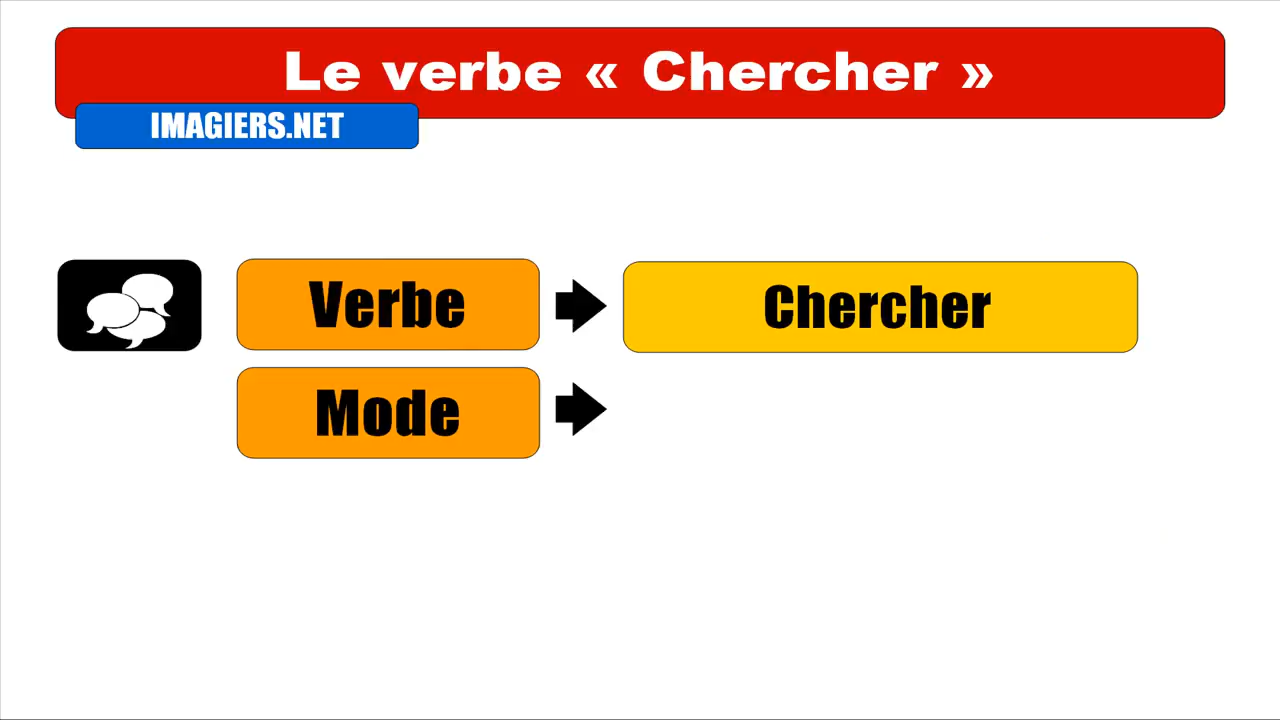 Le verbe « Chercher »
IMAGIERS.NET
Verbe
Chercher
Mode